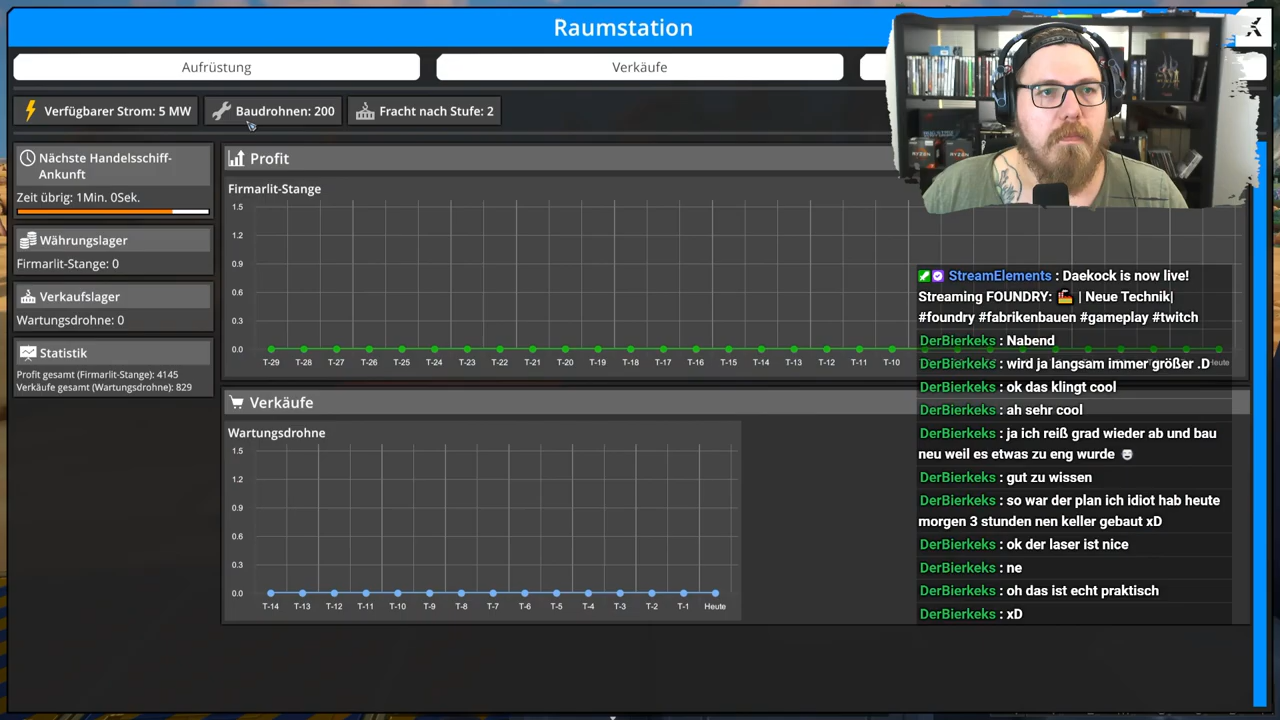 Raumstation
Aufrüstung
Verkäufe
Verfügbarer Strom: 5 MW
Baudrohnen: 200
Fracht nach Stufe: 2
Nächste Handelsschiff-
Ankunft
Zeit übrig: 1Min. 0Sek.
Währungslager
Firmarlit-Stange: 0
Verkaufslager
Wartungsdrohne: 0
Statistik
Profit gesamt (Firmarlit-Stange): 4145
Verkäufe gesamt (Wartungsdrohne): 829
Profit
Firmarlit-Stange
1.5
1.2
0.9
0.6
0.3
0.0
T-29 T-28 T-27 T-26 T-25 T-24 T-23 T-22 T-21 T-20 T-19 T-18 T-17 T-16 T-15 T-14 T-13 T-12 T-11 T-10 Heute
Verkäufe
Wartungsdrohne
1.5
1.2
0.9
0.6
0.3
0.0
T-14 T-13 T-12 T-11 T-10 T-9 T-8 T-7 T-6 T-5 T-4 T-3 T-2 T-1 Heute
RYZEN
RYZEN
StreamElements : Daekock is now live!
Streaming FOUNDRY: | Neue Technik|
#foundry #fabrikenbauen #gameplay #twitch
DerBierkeks : Nabend
DerBierkeks : wird ja langsam immer größer .D
DerBierkeks : ok das klingt cool
DerBierkeks : ah sehr cool
DerBierkeks : ja ich reiß grad wieder ab und bau
neu weil es etwas zu eng wurde
DerBierkeks : gut zu wissen
DerBierkeks : so war der plan ich idiot hab heute
morgen 3 stunden nen keller gebaut xD
DerBierkeks : ok der laser ist nice
DerBierkeks : ne
DerBierkeks : oh das ist echt praktisch
DerBierkeks : xD